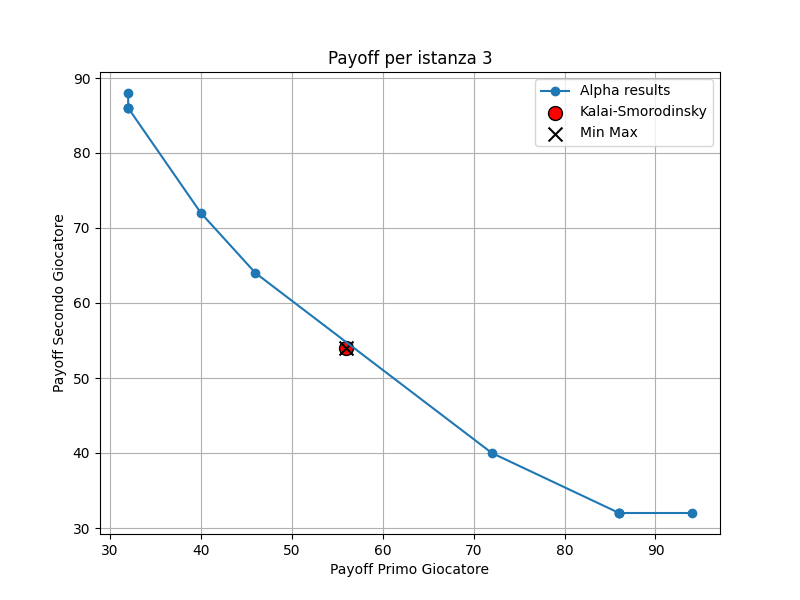 Payoff per istanza 3
Alpha results
Kalai-Smorodinsky
Min Max
Payoff Secondo Giocatore
90
80
70
60
50
40
30
30 40 50 60 70 80 90
Payoff Primo Giocatore